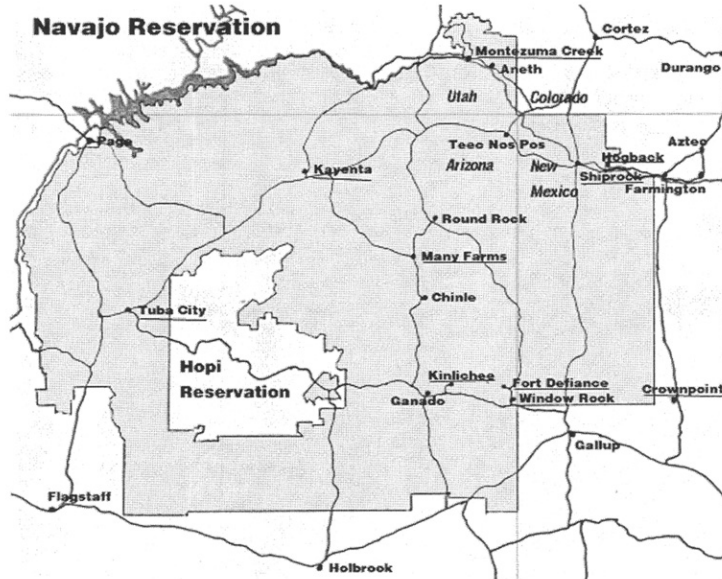 Navajo Reservation
Cortez
Montezuma Creek
Aneth
Durango
Utah
Colorado
Page
Teeo Nos Pos
Aztec
Hogback
Kayenta
Arizona
New
Mexico
Shiprock
Farmington
Round Rock
Many Farms
Tuba City
Chinle
Hopi
Reservation
Kinlichee
Fort Defiance
Crownpoint
Ganado
Window Rock
Gallup
Flagstaff
Holbrook